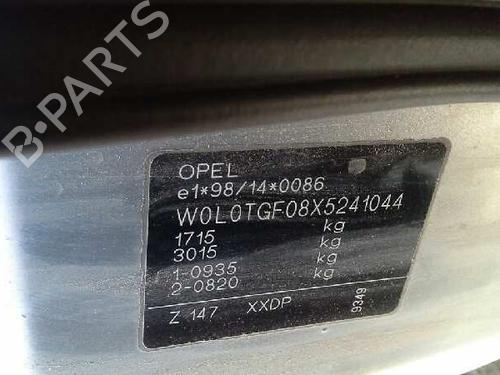 B-PARTS
OPEL
e1*98/14*0086
W0L0TGF08X5241044
1715 kg
3015 kg
1-0935 kg
2-0820 kg
Z 147 XXDP 9349